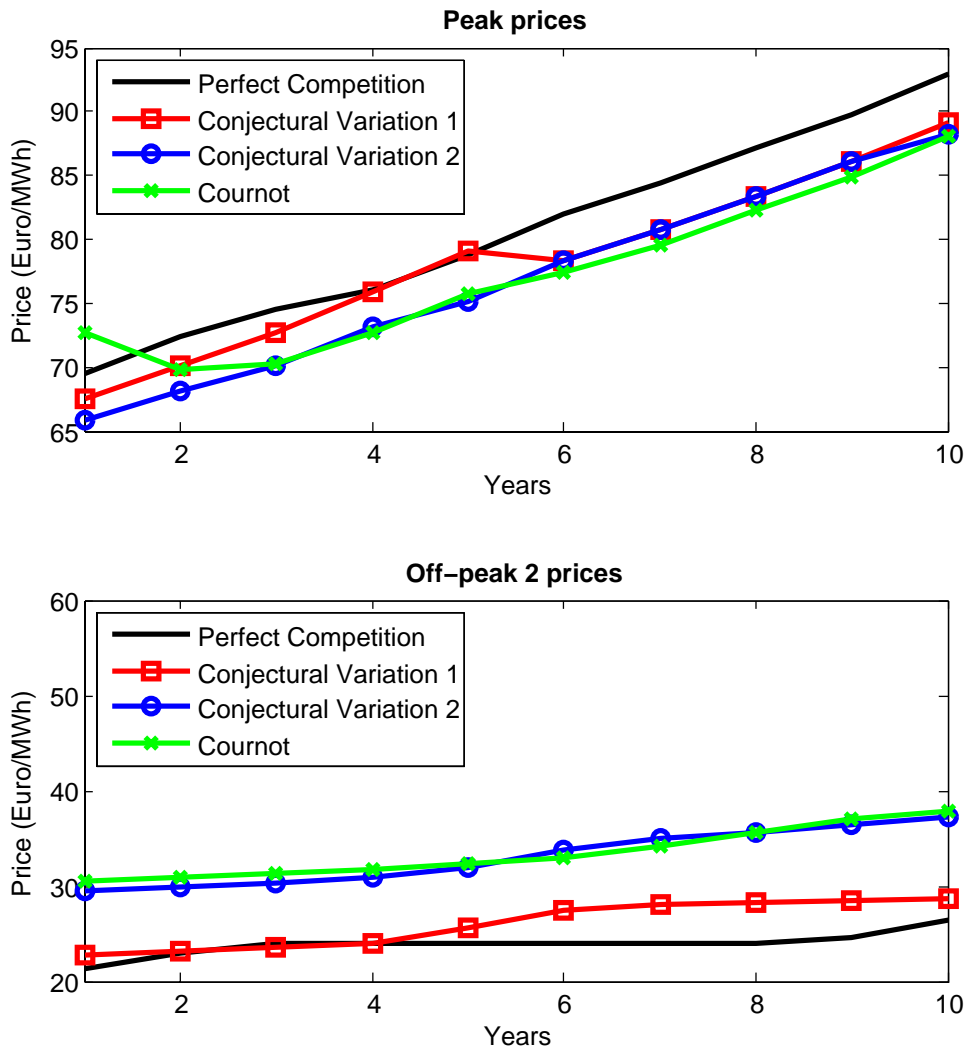 Peak prices
95
90
85
80
75
70
65
Price (Euro/MWh)
Perfect Competition
Conjectural Variation 1
Conjectural Variation 2
Cournot
2
4
6
8
10
Years
Off−peak 2 prices
60
50
40
30
20
Price (Euro/MWh)
Perfect Competition
Conjectural Variation 1
Conjectural Variation 2
Cournot
2
4
6
8
10
Years